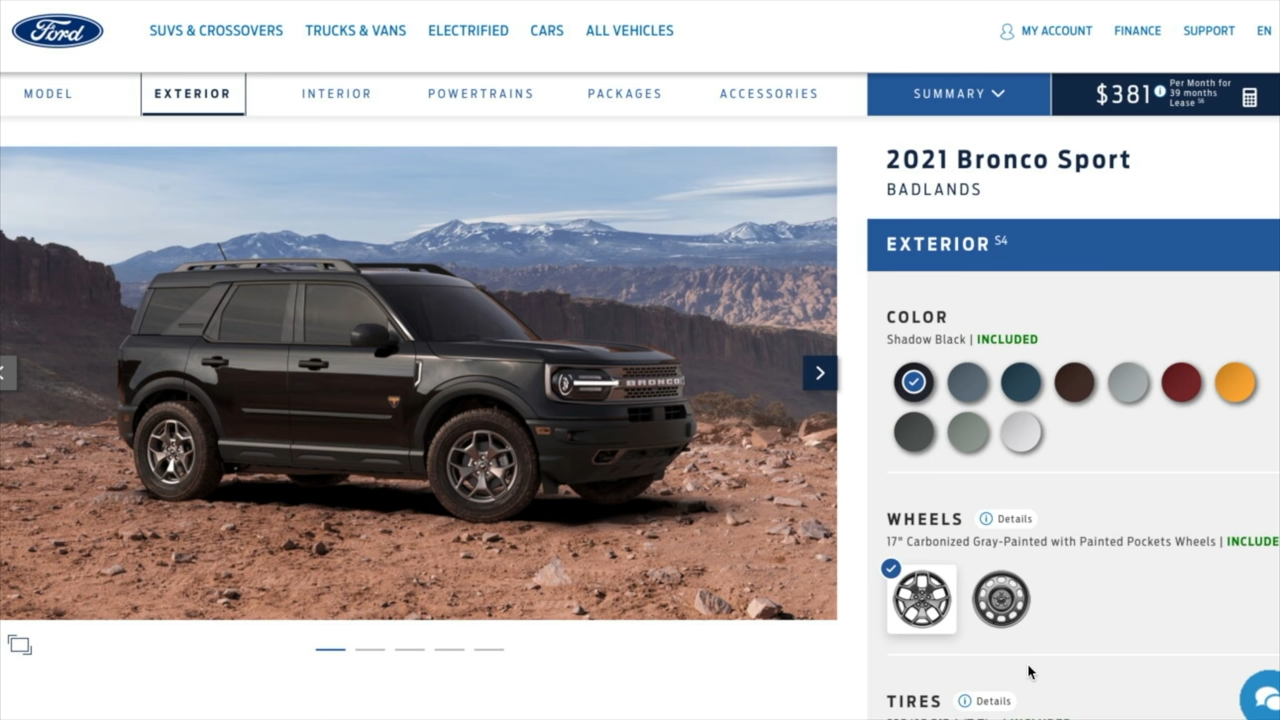 Ford
SUVS & CROSSOVERS TRUCKS & VANS ELECTRIFIED CARS ALL VEHICLES MY ACCOUNT FINANCE SUPPORT EN
MODEL EXTERIOR INTERIOR POWERTRAINS PACKAGES ACCESSORIES SUMMARY $381 Per Month for
39 months
Lease
2021 Bronco Sport
BADLANDS
EXTERIOR S4
COLOR
Shadow Black | INCLUDED
BRONCO
WHEELS Details
17" Carbonized Gray-Painted with Painted Pockets Wheels | INCLUDE
TIRES Details